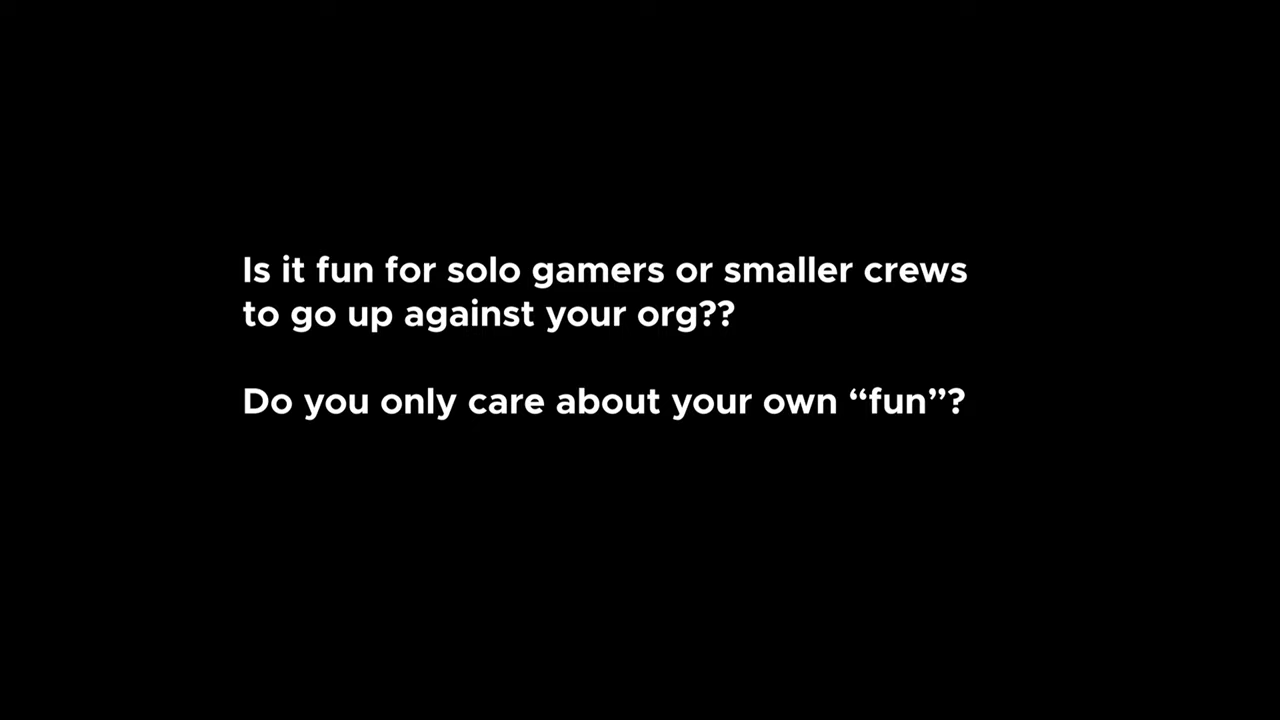 Is it fun for solo gamers or smaller crews
to go up against your org??
Do you only care about your own “fun”?